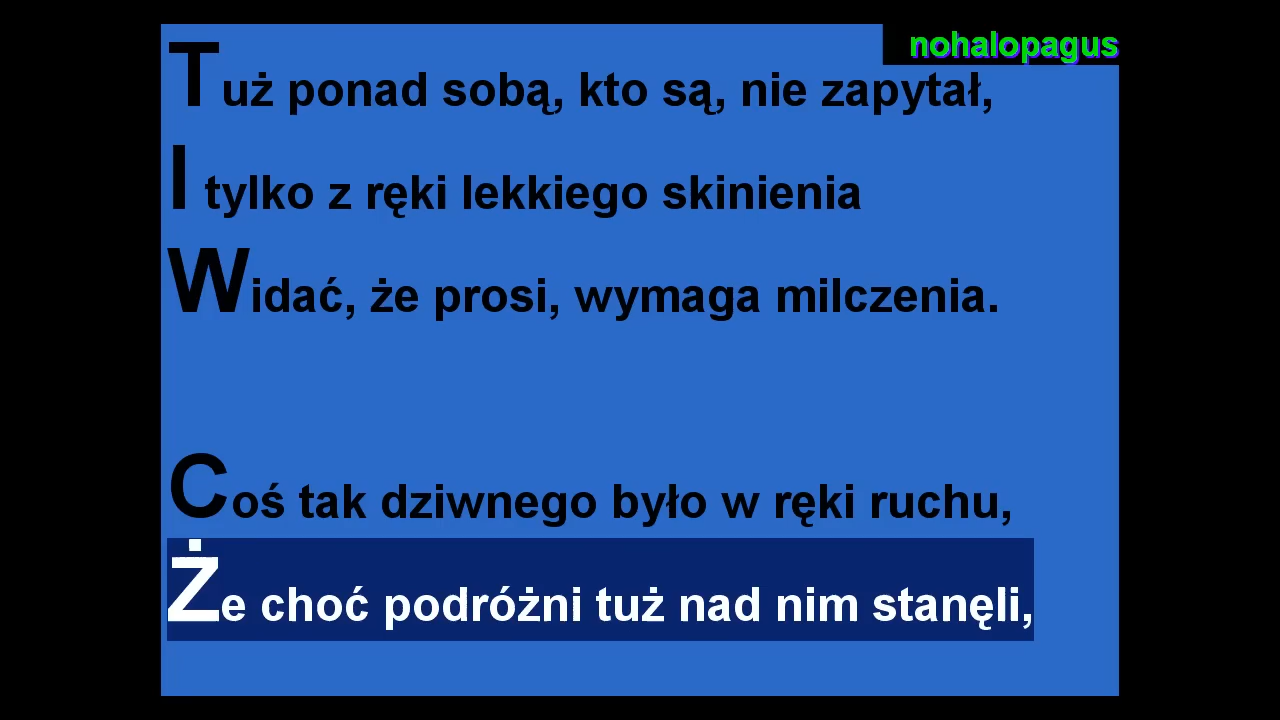 nohalopagus
Tuż ponad sobą, kto są, nie zapytał,
I tylko z ręki lekkiego skinienia
Widać, że prosi, wymaga milczenia.
Coś tak dziwnego było w ręki ruchu,
Że choć podróżni tuż nad nim stanęli,